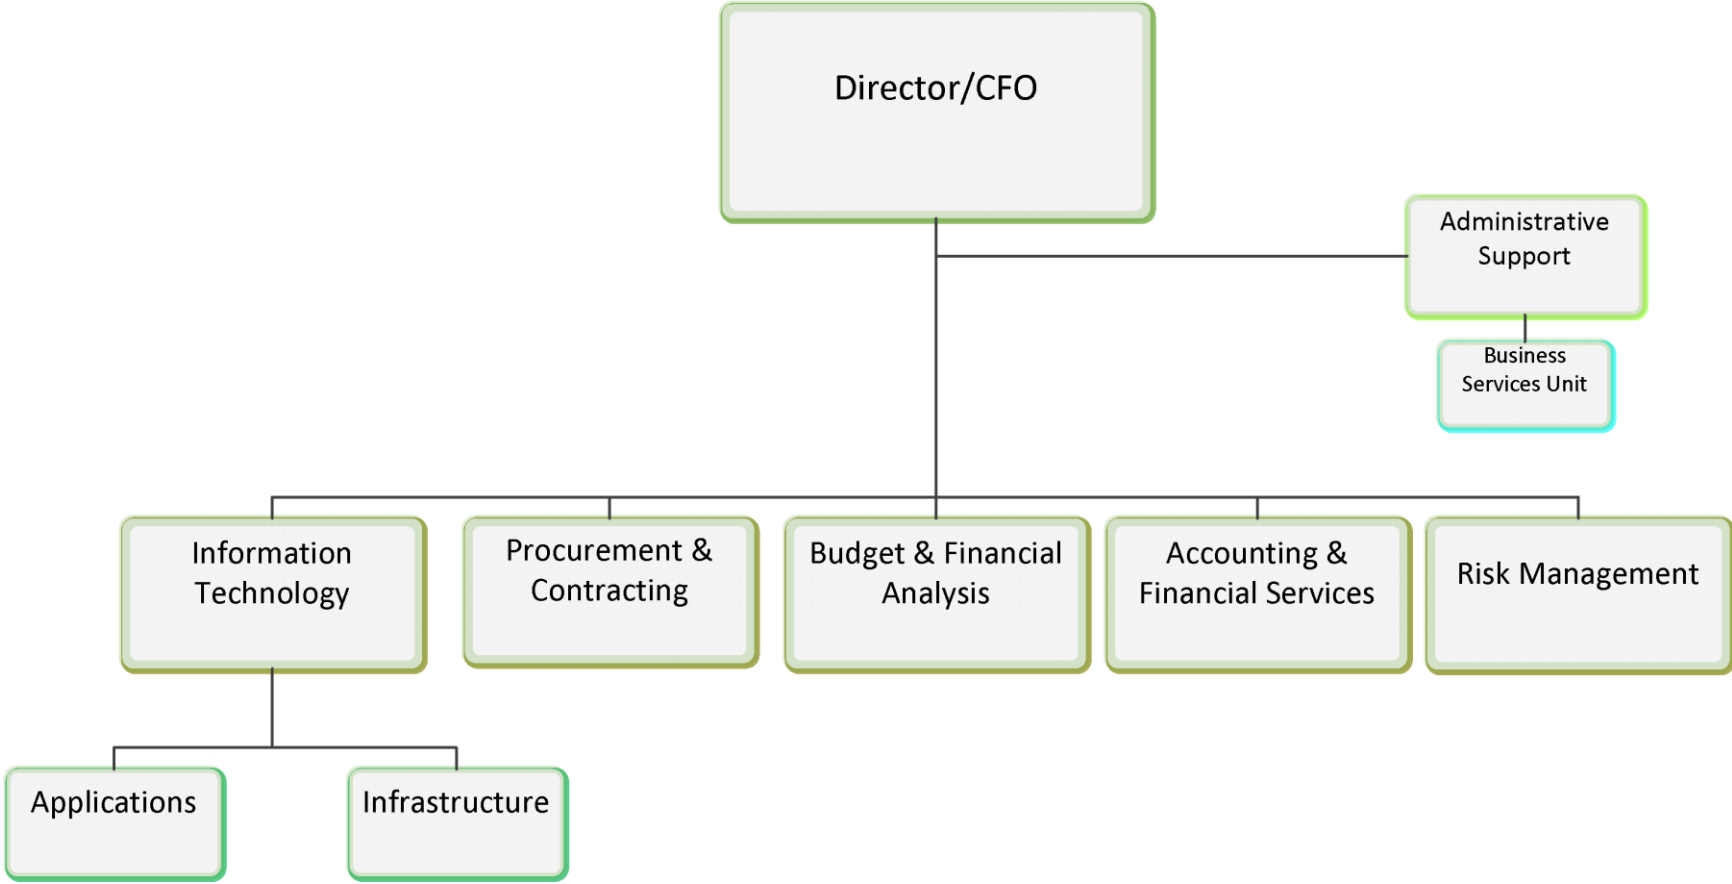 Director/CFO
Administrative
Support
Business
Services Unit
Information
Technology
Procurement &
Contracting
Budget & Financial
Analysis
Accounting &
Financial Services
Risk Management
Applications
Infrastructure